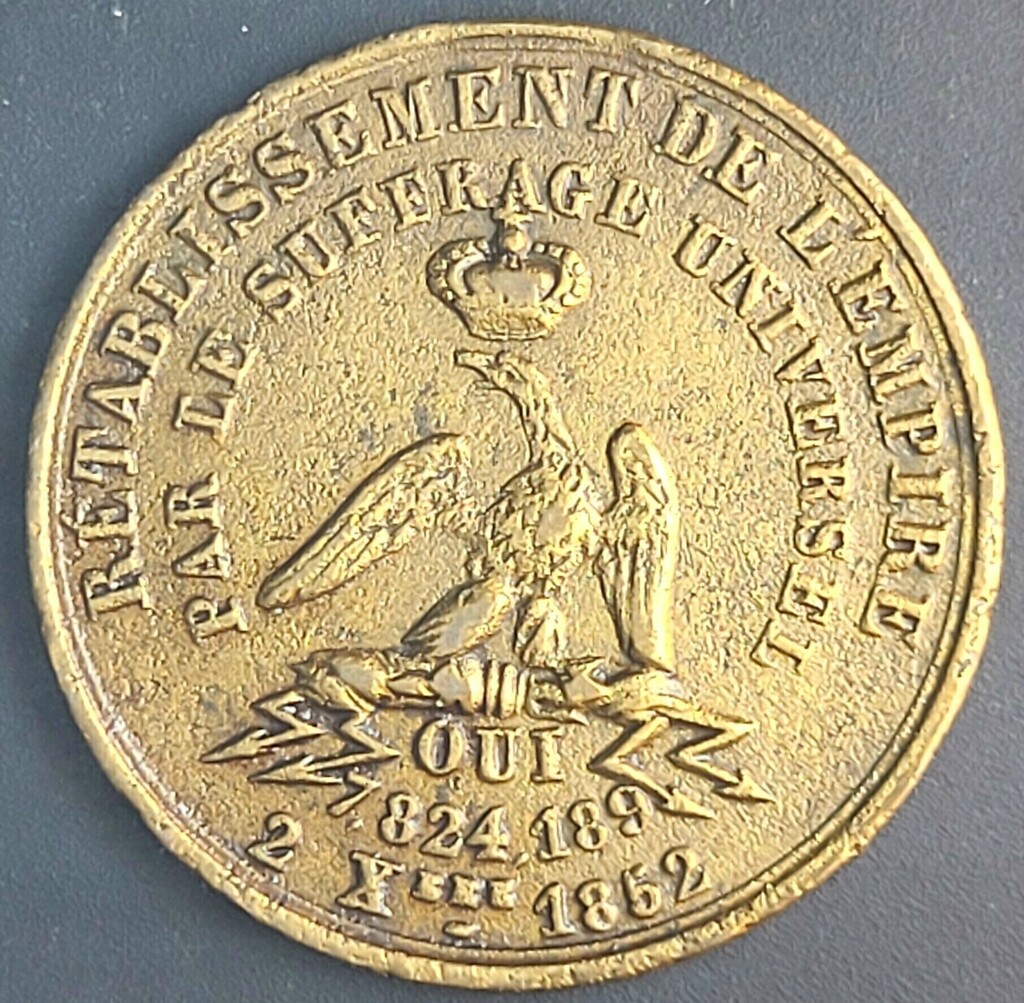 RÉTABLISSEMENT DE L'EMPIRE
PAR LE SUFFRAGE UNIVERSEL
OUI
7.824,189
2 Xbre 1852